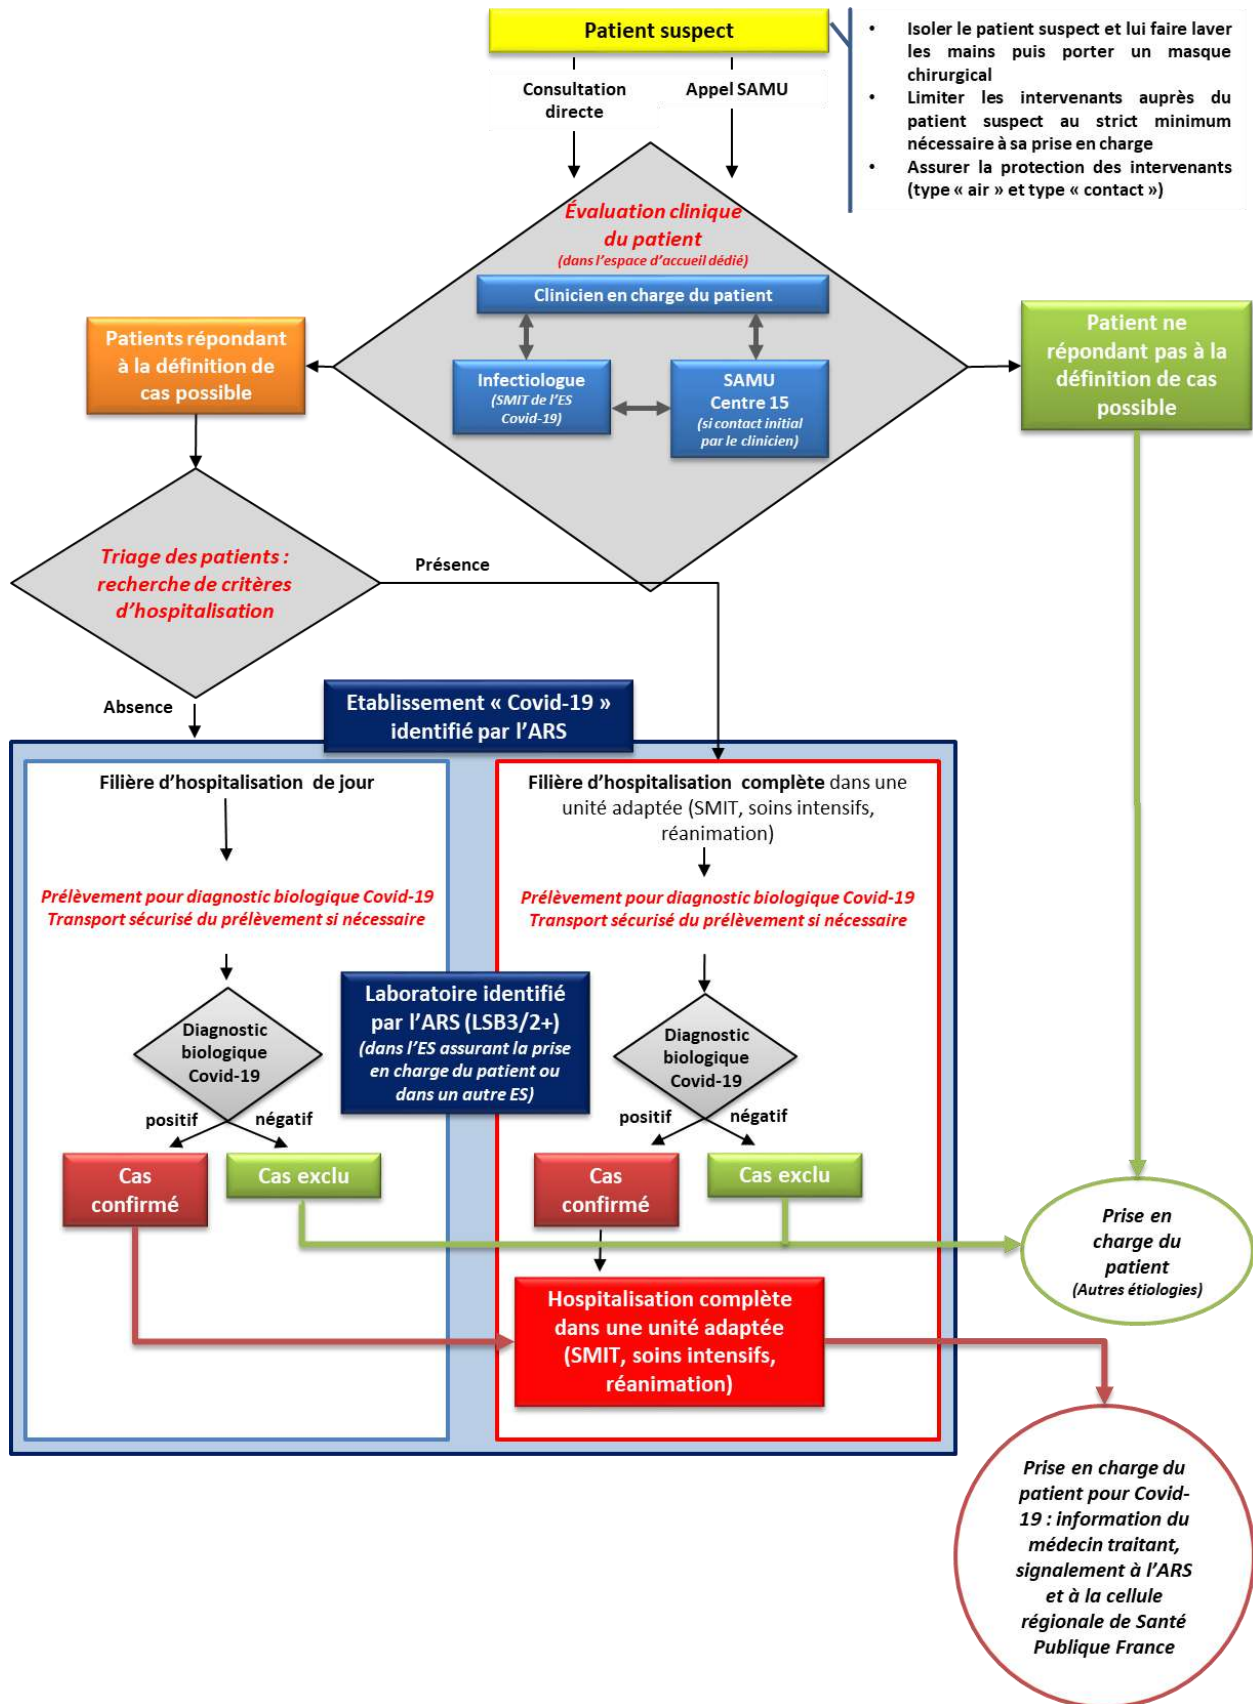 Patient suspect
• Isoler le patient suspect et lui faire laver
les mains puis porter un masque
chirurgical
• Limiter les intervenants auprès du
patient suspect au strict minimum
nécessaire à sa prise en charge
• Assurer la protection des intervenants
(type « air » et type « contact »)
Consultation
directe
Appel SAMU
Évaluation clinique
du patient
(dans l'espace d'accueil dédié)
Clinicien en charge du patient
Infectiologue
(SMIT de l'ES
Covid-19)
SAMU
Centre 15
(si contact initial
par le clinicien)
Patients répondant
à la définition de
cas possible
Patient ne
répondant pas à la
définition de cas
possible
Triage des patients :
recherche de critères
d'hospitalisation
Présence
Absence
Etablissement « Covid-19 »
identifié par l'ARS
Filière d'hospitalisation de jour
Prélèvement pour diagnostic biologique Covid-19
Transport sécurisé du prélèvement si nécessaire
Filière d'hospitalisation complète dans une
unité adaptée (SMIT, soins intensifs,
réanimation)
Prélèvement pour diagnostic biologique Covid-19
Transport sécurisé du prélèvement si nécessaire
Diagnostic
biologique
Covid-19
Laboratoire identifié
par l'ARS (LSB3/2+)
(dans l'ES assurant la prise
en charge du patient ou
dans un autre ES)
Diagnostic
biologique
Covid-19
positif
négatif
positif
négatif
Cas
confirmé
Cas exclu
Cas
confirmé
Cas exclu
Hospitalisation complète
dans une unité adaptée
(SMIT, soins intensifs,
réanimation)
Prise en
charge du
patient
(Autres étiologies)
Prise en charge du
patient pour Covid-
19 : information du
médecin traitant,
signalement à l'ARS
et à la cellule
régionale de Santé
Publique France